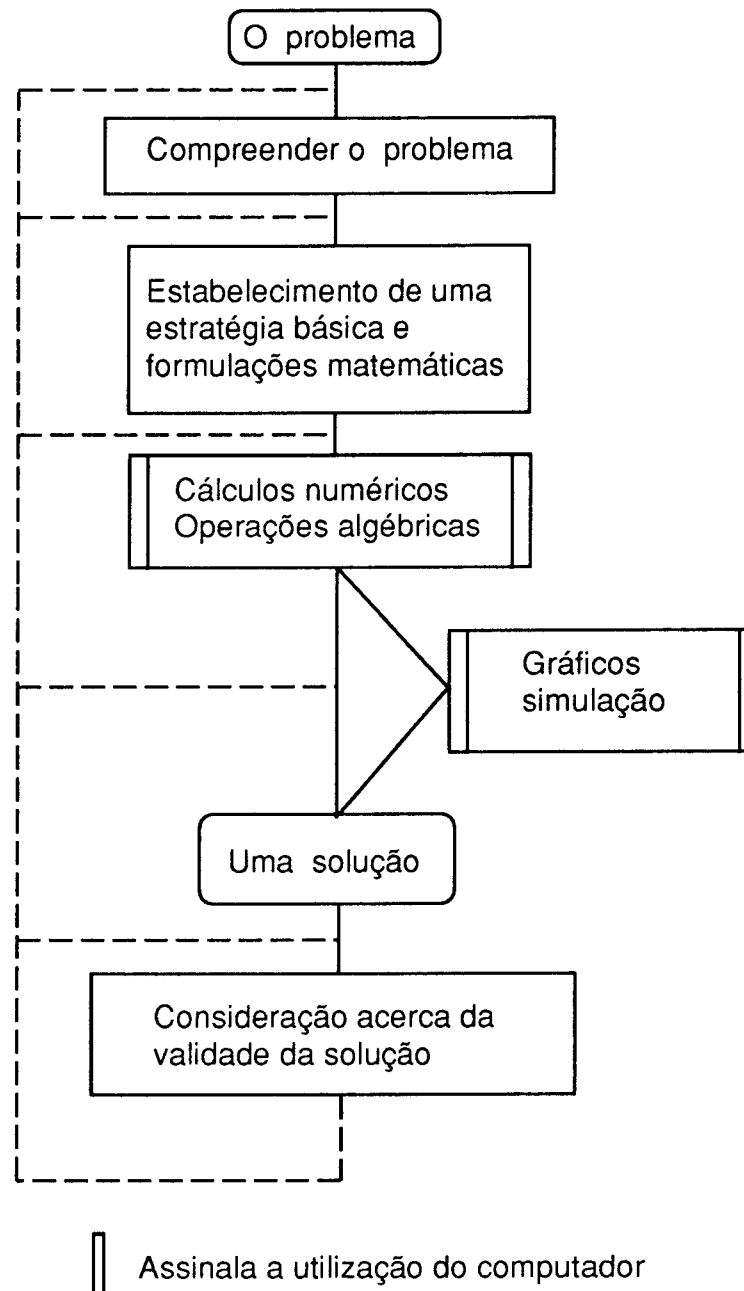 O problema
Compreender o problema
Estabelecimento de uma
estratégia básica e
formulações matemáticas
Cálculos numéricos
Operações algébricas
Gráficos
simulação
Uma solução
Consideração acerca da
validade da solução
Assinala a utilização do computador